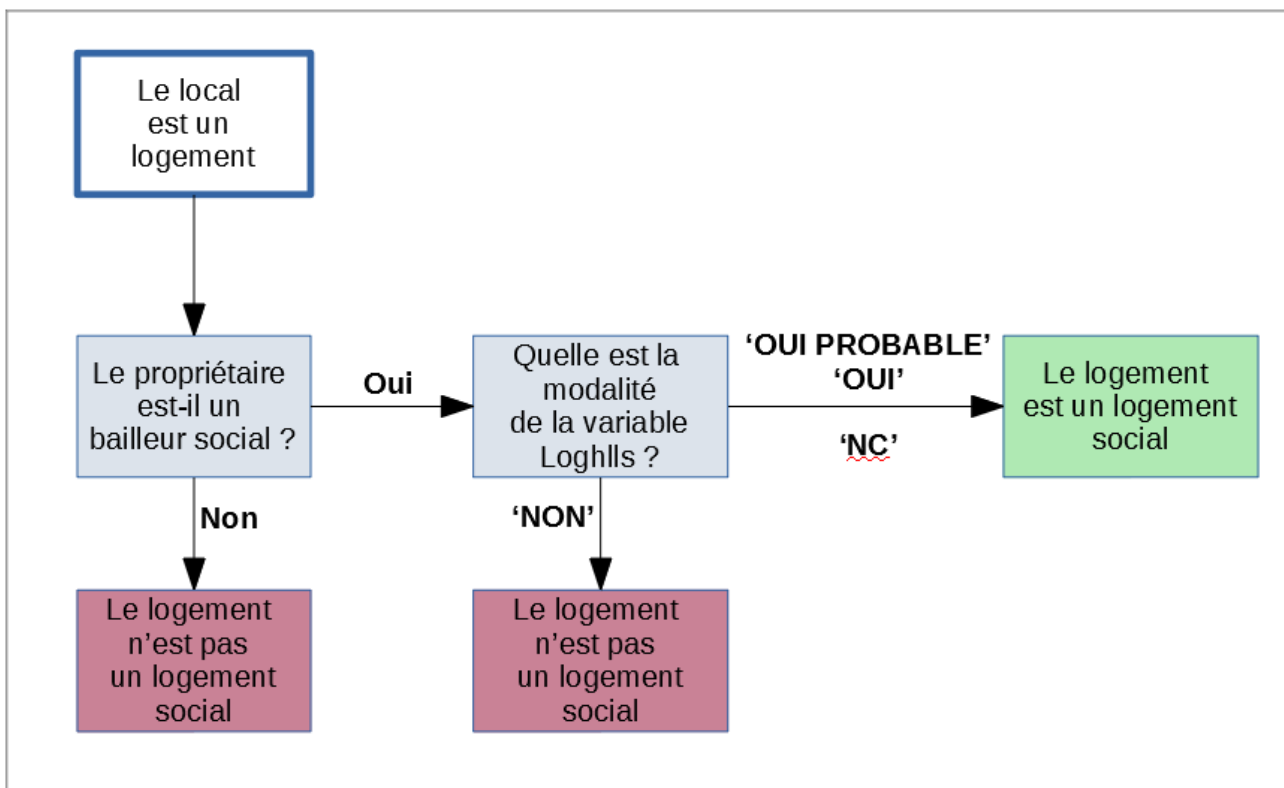 Le local
est un
logement
Le propriétaire
est-il un
bailleur social ?
Oui
Quelle est la
modalité
de la variable
Loghlls ?
‘OUI PROBABLE’
‘OUI’
‘NC’
Le logement
est un logement
social
Non
‘NON’
Le logement
n’est pas
un logement
social
Le logement
n’est pas
un logement
social